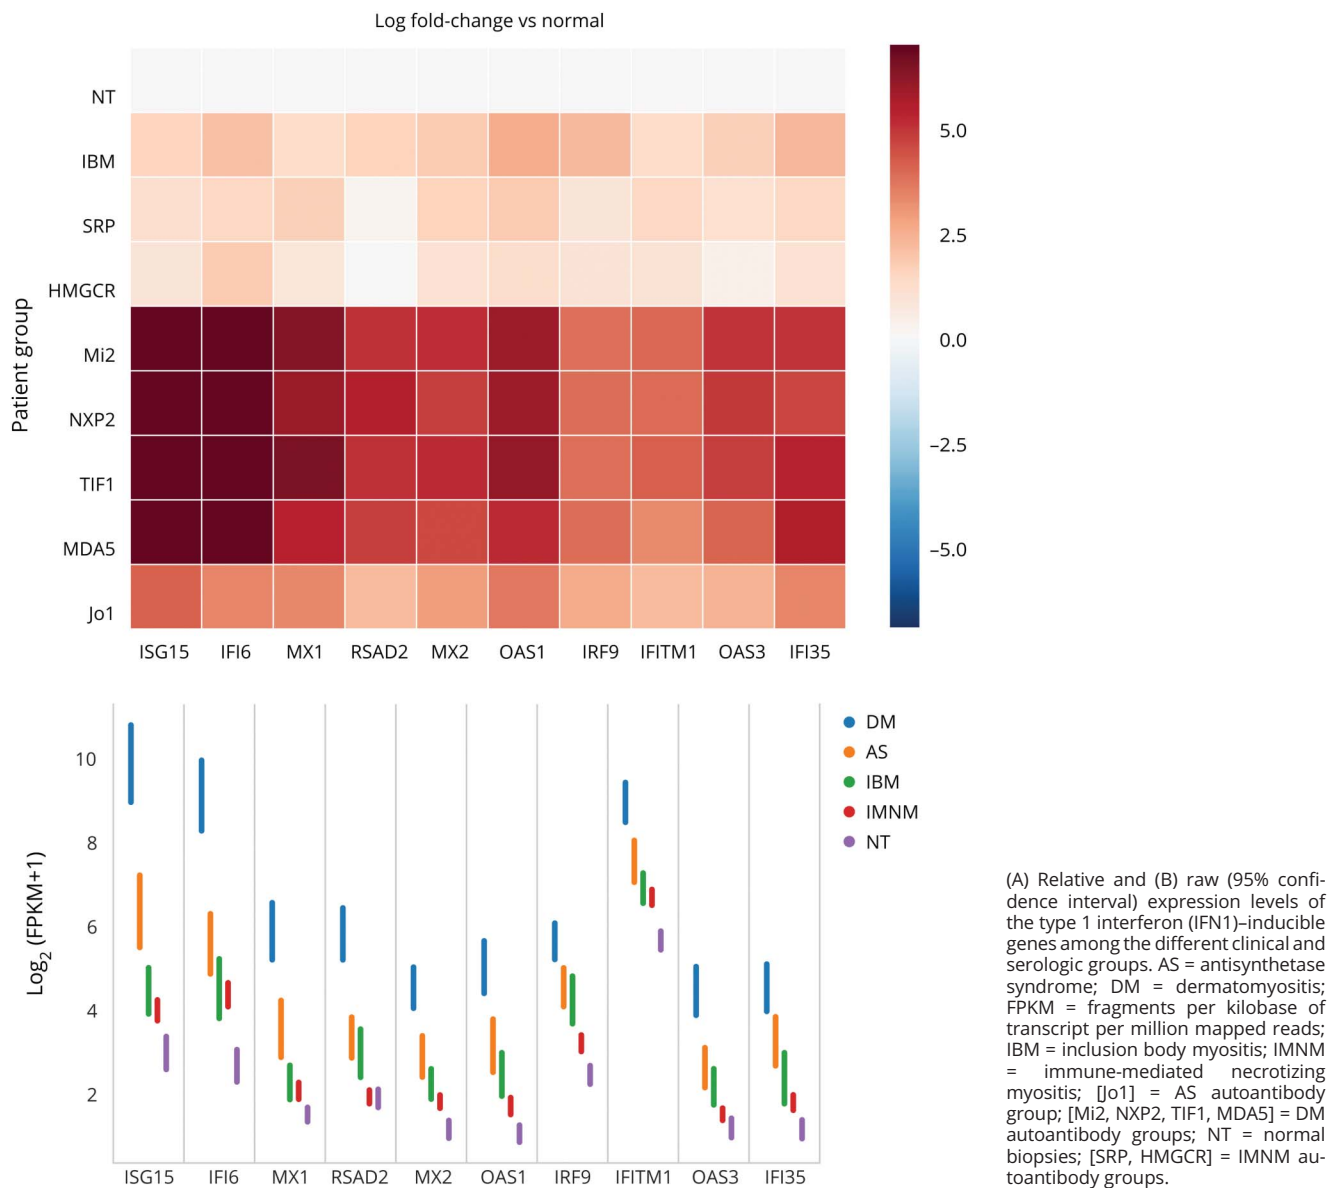 Log fold-change vs normal
NT
IBM
SRP
HMGCR
Mi2
NXP2
TIF1
MDA5
Jo1
Patient group
ISG15 IFI6 MX1 RSAD2 MX2 OAS1 IRF9 IFITM1 OAS3 IFI35
5.0
2.5
0.0
−2.5
−5.0
Log2 (FPKM+1)
10
8
6
4
2
ISG15 IFI6 MX1 RSAD2 MX2 OAS1 IRF9 IFITM1 OAS3 IFI35
DM
AS
IBM
IMNM
NT
(A) Relative and (B) raw (95% confi-
dence interval) expression levels of
the type 1 interferon (IFN1)–inducible
genes among the different clinical and
serologic groups. AS = antisynthetase
syndrome; DM = dermatomyositis;
FPKM = fragments per kilobase of
transcript per million mapped reads;
IBM = inclusion body myositis; IMNM
= immune-mediated necrotizing
myositis; [Jo1] = AS autoantibody
group; [Mi2, NXP2, TIF1, MDA5] = DM
autoantibody groups; NT = normal
biopsies; [SRP, HMGCR] = IMNM au-
toantibody groups.